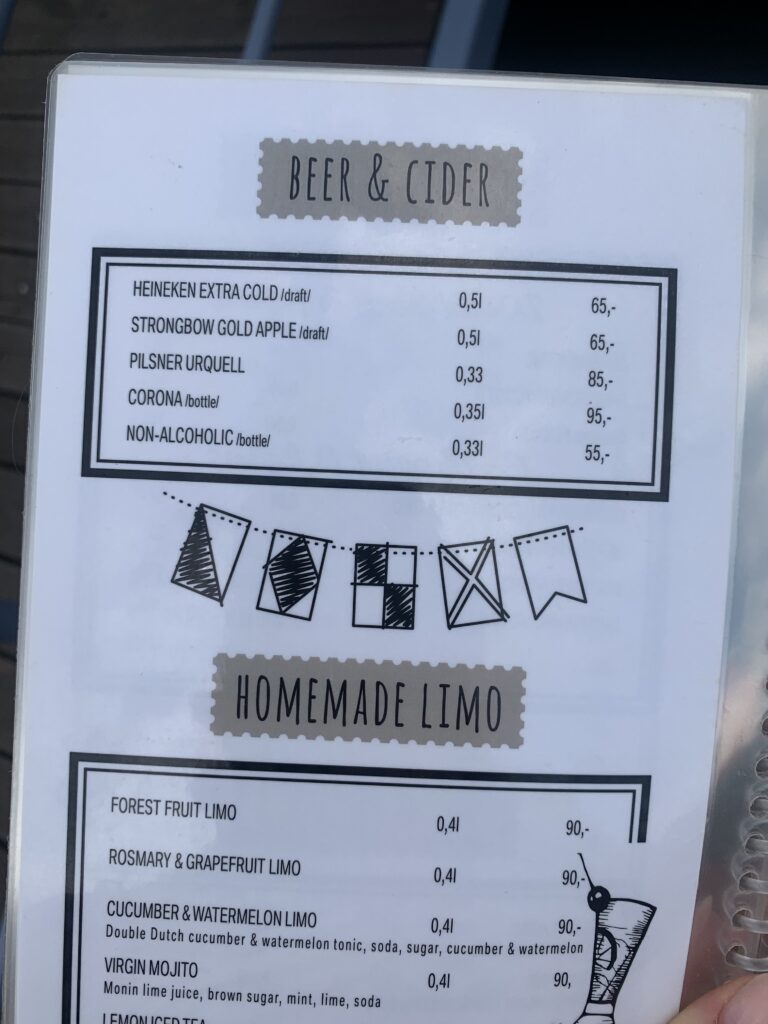 BEER & CIDER
HEINEKEN EXTRA COLD /draft/ 0,5l 65,-
STRONGBOW GOLD APPLE /draft/ 0,5l 65,-
PILSNER URQUELL 0,33 85,-
CORONA /bottle/ 0,35l 95,-
NON-ALCOHOLIC /bottle/ 0,33l 55,-
HOMEMADE LIMO
FOREST FRUIT LIMO 0,4l 90,-
ROSMARY & GRAPEFRUIT LIMO 0,4l 90,-
CUCUMBER & WATERMELON LIMO 0,4l 90,-
Double Dutch cucumber & watermelon tonic, soda, sugar, cucumber & watermelon
VIRGIN MOJITO 0,4l 90,
Monin lime juice, brown sugar, mint, lime, soda
LEMON ICED TEA